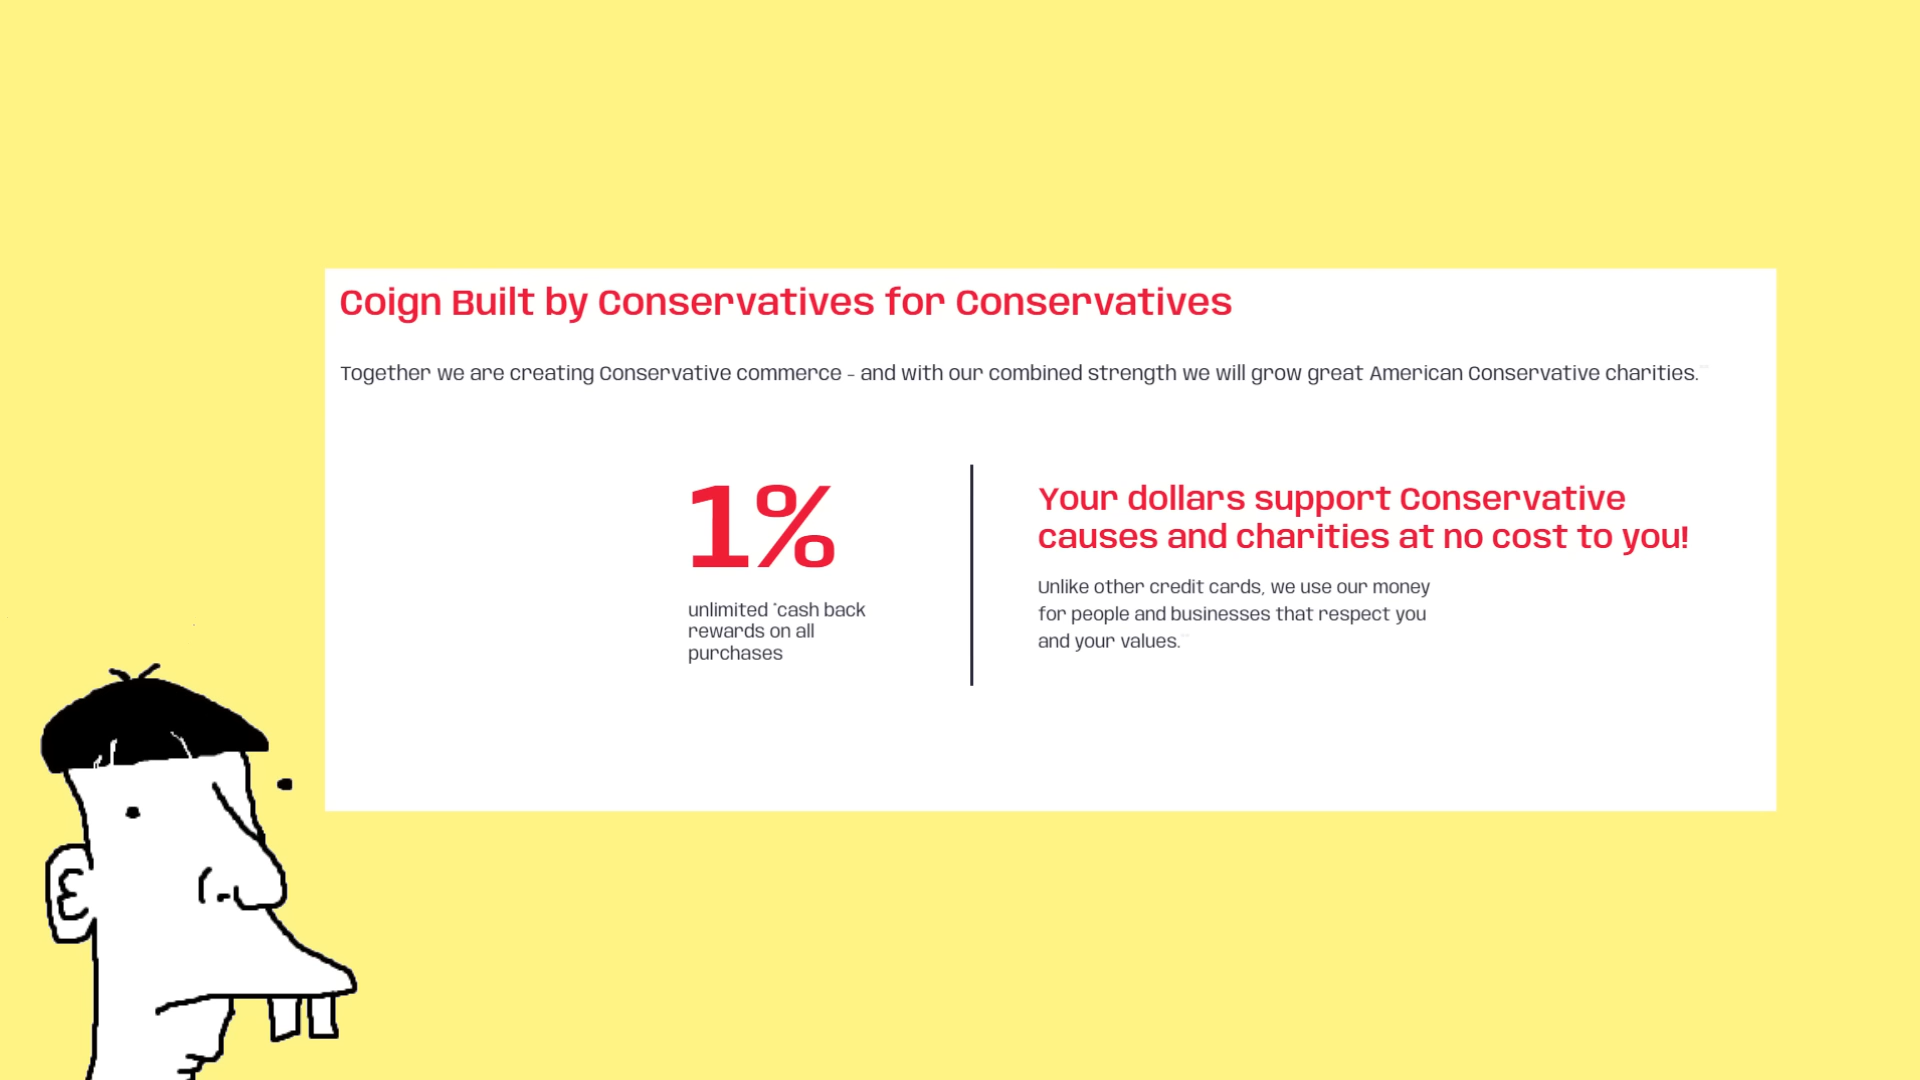 Coign Built by Conservatives for Conservatives
Together we are creating Conservative commerce - and with our combined strength we will grow great American Conservative charities.
1%
unlimited *cash back
rewards on all
purchases
Your dollars support Conservative
causes and charities at no cost to you!
Unlike other credit cards, we use our money
for people and businesses that respect you
and your values.